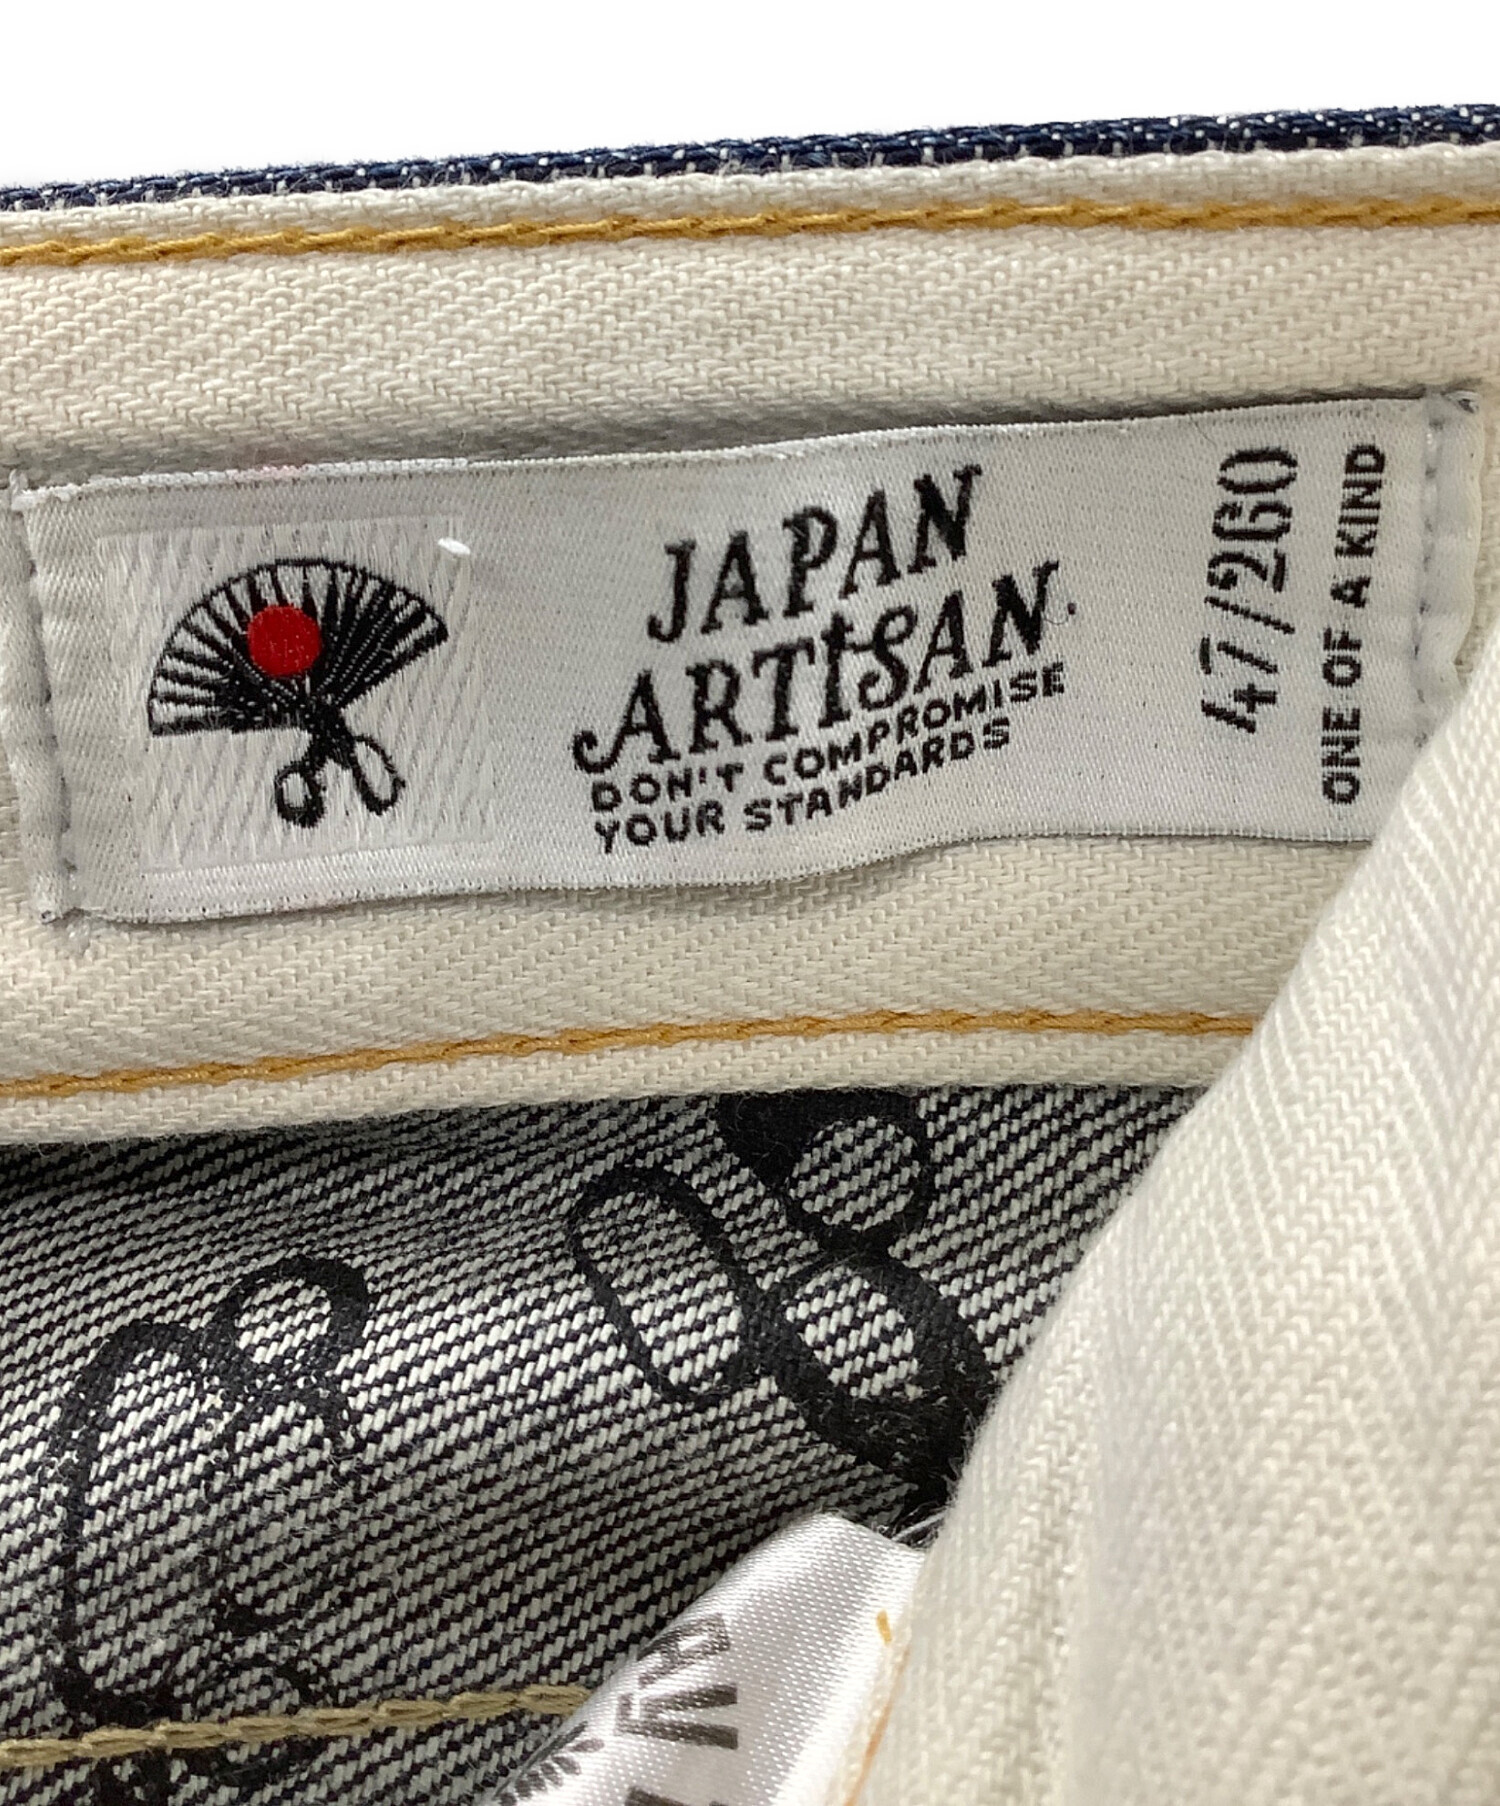 JAPAN
ARTISAN
DON'T COMPROMISE
YOUR STANDARDS
47/260
ONE OF A KIND